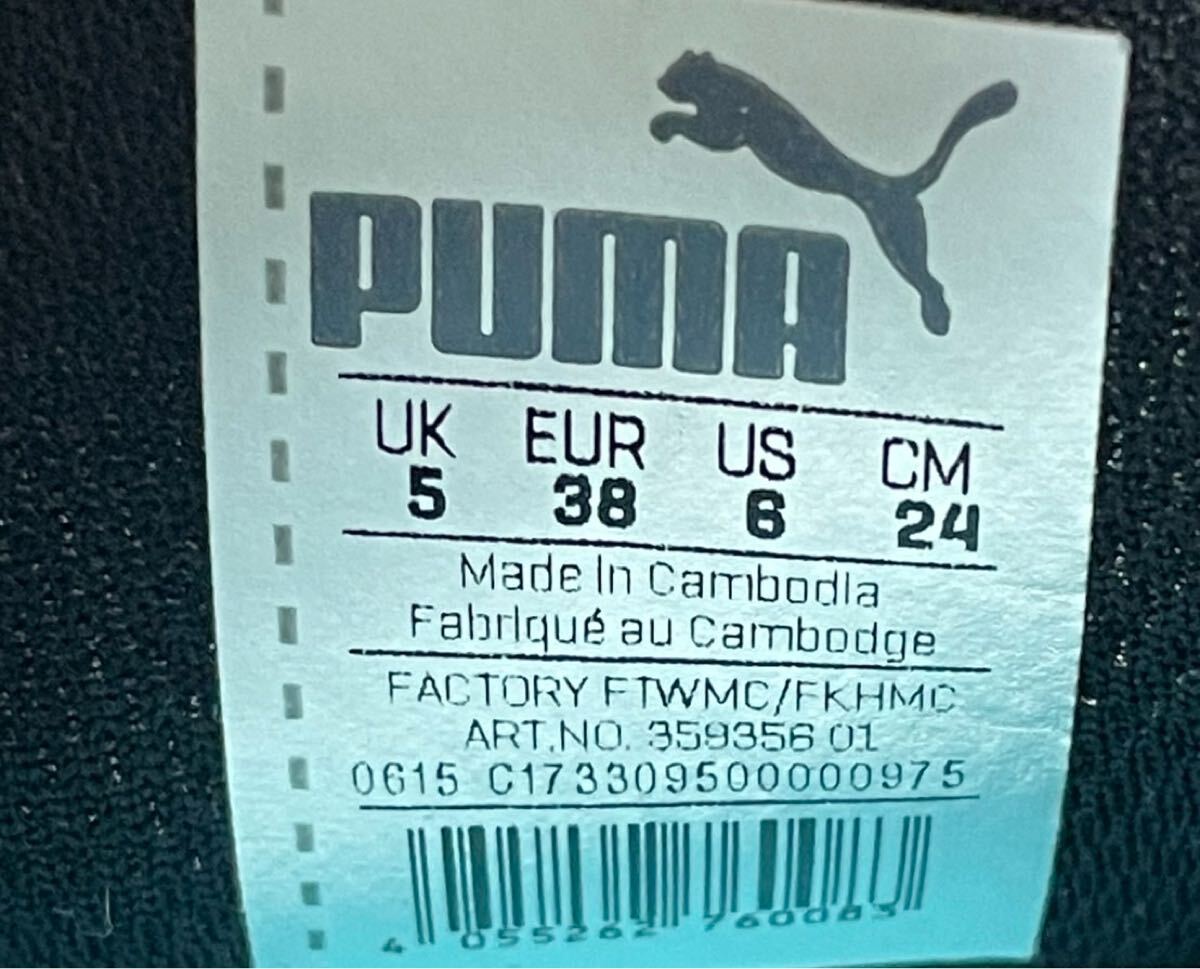 PUMA
UK EUR US CM
5 38 6 24
Made In Cambodia
Fabriqué au Cambodge
FACTORY FTWMC/FKHMC
ART.NO. 359356 01
0615 C173309500000975
4 055262 760083